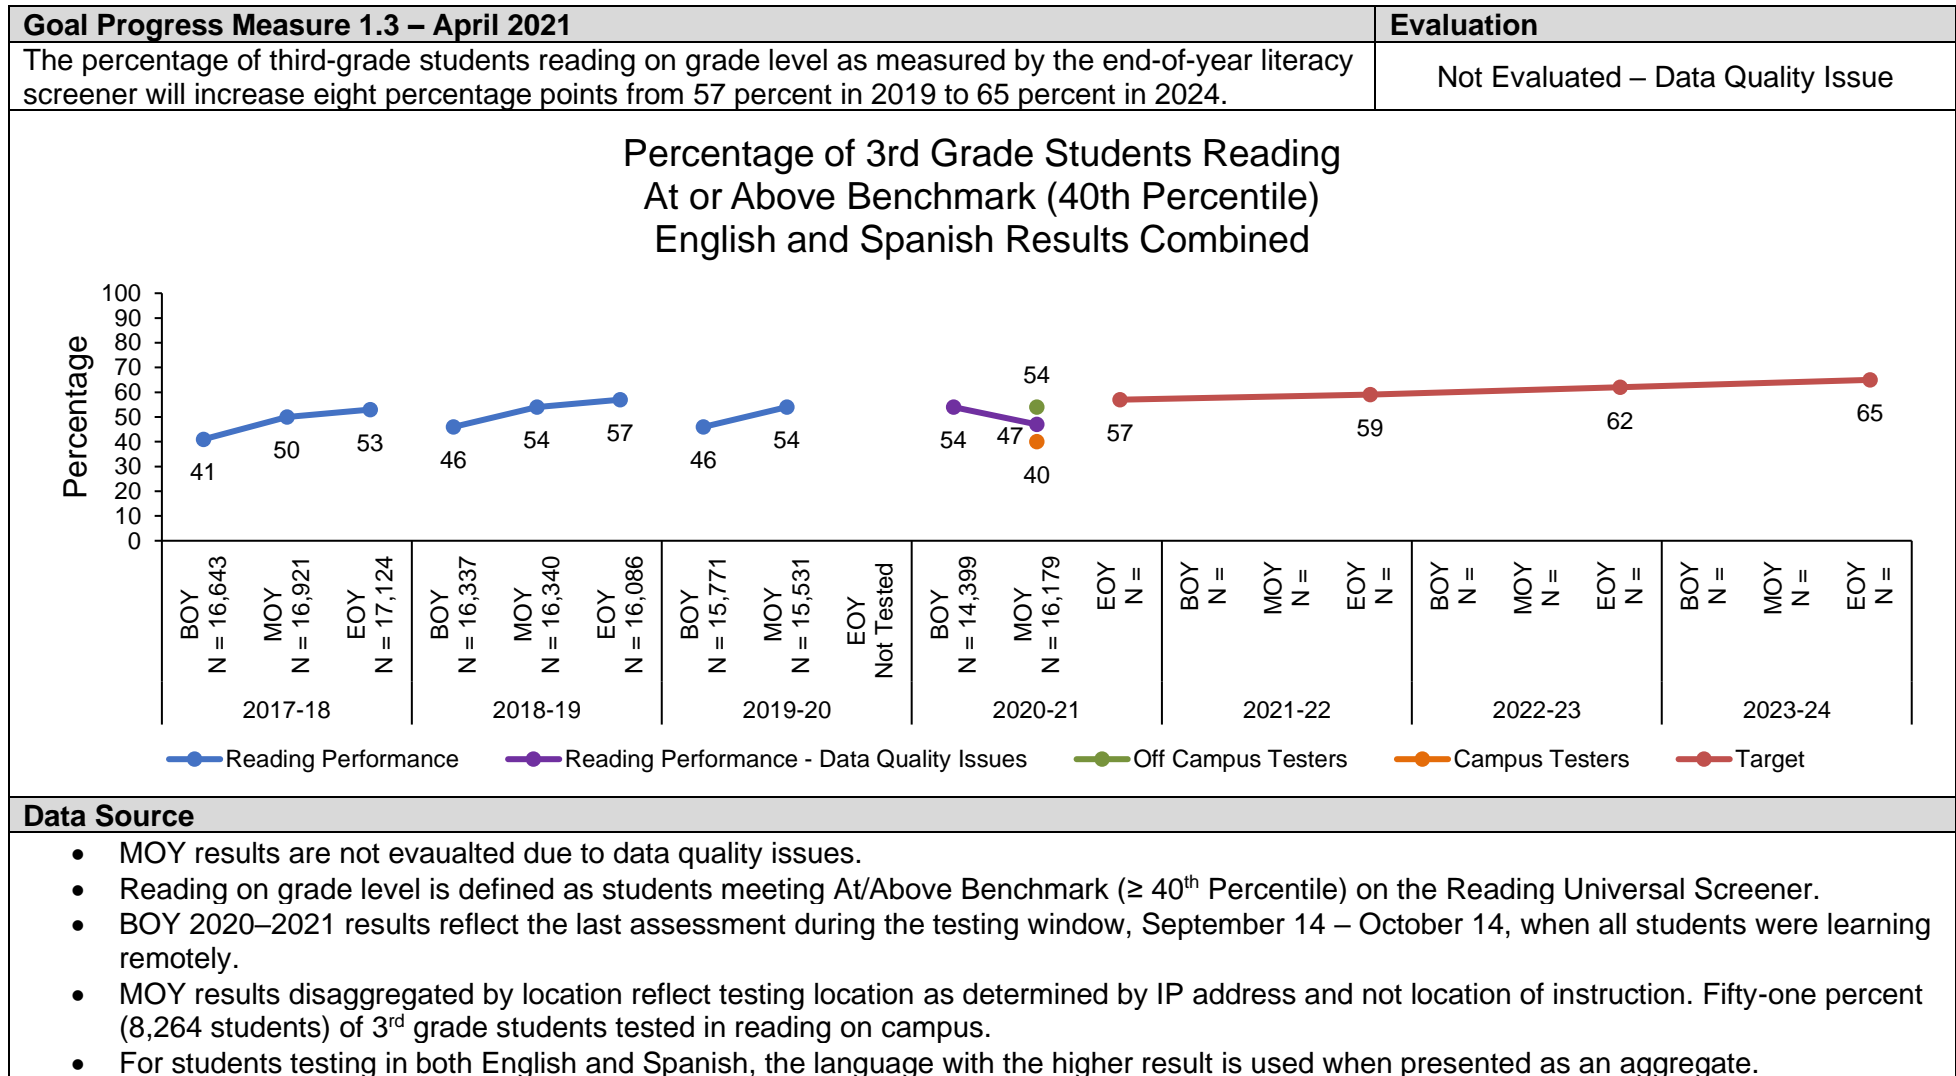 Goal Progress Measure 1.3 – April 2021
Evaluation
The percentage of third-grade students reading on grade level as measured by the end-of-year literacy
screener will increase eight percentage points from 57 percent in 2019 to 65 percent in 2024.
Not Evaluated – Data Quality Issue
Percentage of 3rd Grade Students Reading
At or Above Benchmark (40th Percentile)
English and Spanish Results Combined
Percentage
100
90
80
70
60
50
40
30
20
10
0
41
50
53
46
54
57
46
54
54
47
54
40
57
59
62
65
BOY
N = 16,643
MOY
N = 16,921
EOY
N = 17,124
BOY
N = 16,337
MOY
N = 16,340
EOY
N = 16,086
BOY
N = 15,771
MOY
N = 15,531
EOY
Not Tested
BOY
N = 14,399
MOY
N = 16,179
EOY
N =
BOY
N =
MOY
N =
EOY
N =
BOY
N =
MOY
N =
EOY
N =
BOY
N =
MOY
N =
EOY
N =
2017-18
2018-19
2019-20
2020-21
2021-22
2022-23
2023-24
Reading Performance
Reading Performance - Data Quality Issues
Off Campus Testers
Campus Testers
Target
Data Source
• MOY results are not evaualted due to data quality issues.
• Reading on grade level is defined as students meeting At/Above Benchmark (≥ 40th Percentile) on the Reading Universal Screener.
• BOY 2020–2021 results reflect the last assessment during the testing window, September 14 – October 14, when all students were learning
remotely.
• MOY results disaggregated by location reflect testing location as determined by IP address and not location of instruction. Fifty-one percent
(8,264 students) of 3rd grade students tested in reading on campus.
• For students testing in both English and Spanish, the language with the higher result is used when presented as an aggregate.